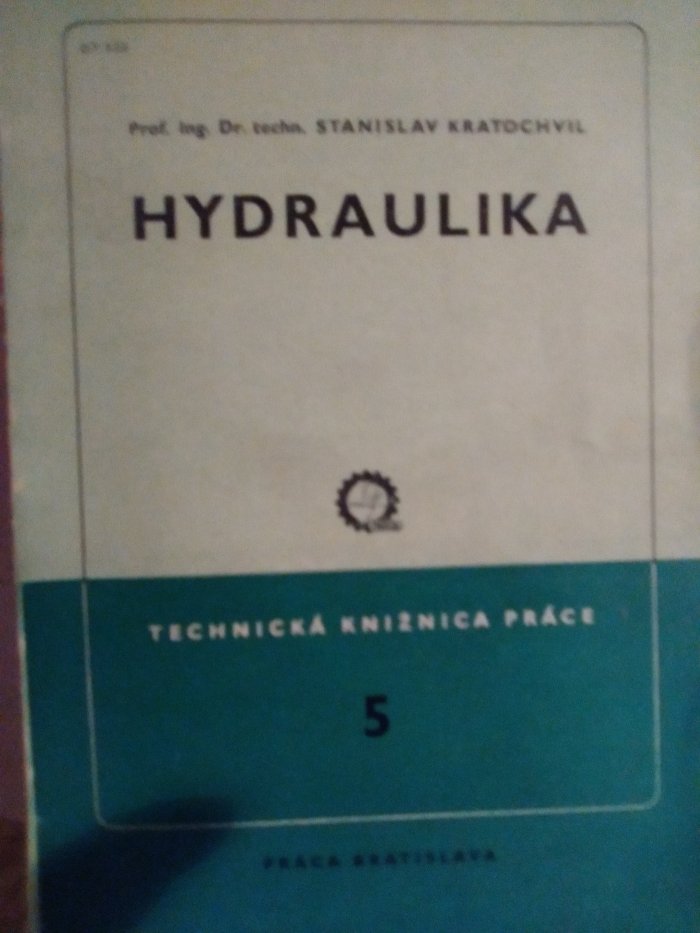 Prof. Ing. Dr. techn. STANISLAV KRATOCHVIL
HYDRAULIKA
TECHNICKÁ KNIŽNICA PRÁCE
5
PRÁCA BRATISLAVA